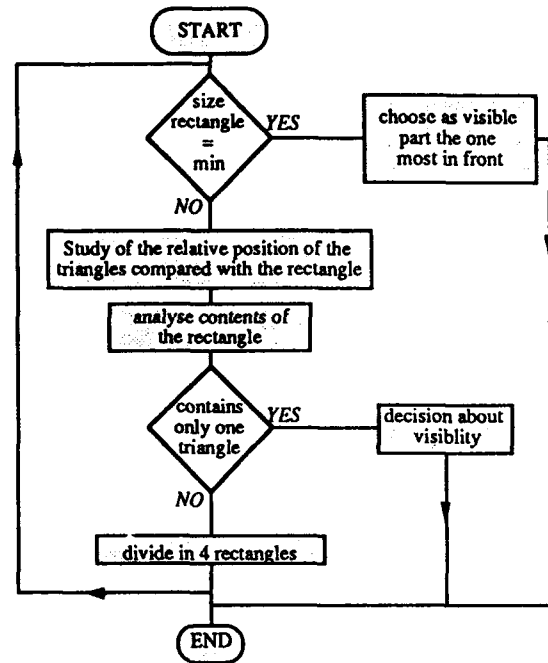 START
size
rectangle
=
min
YES
choose as visible
part the one
most in front
NO
Study of the relative position of the
triangles compared with the rectangle
analyse contents of
the rectangle
contains
only one
triangle
YES
decision about
visiblity
NO
divide in 4 rectangles
END